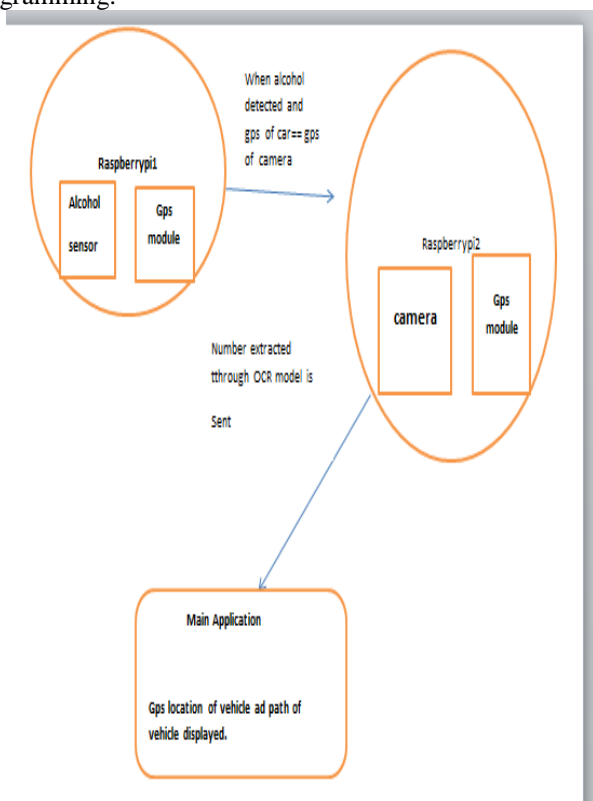 gramming.
When alcohol
detected and
gps of car== gps
of camera
Raspberrypi1
Alcohol
sensor
Gps
module
Raspberrypi2
camera
Gps
module
Number extracted
tthrough OCR model is
Sent
Main Application
Gps location of vehicle ad path of
vehicle displayed.